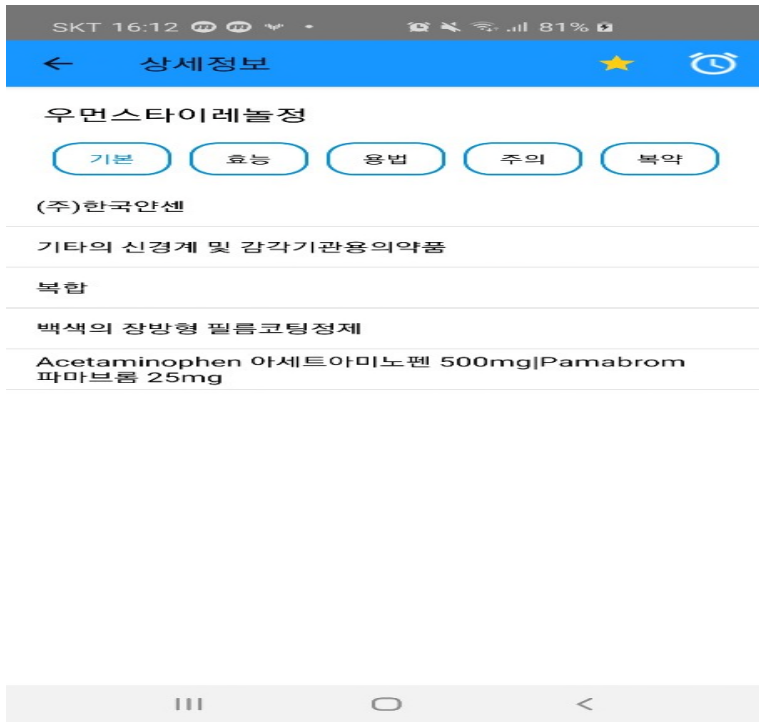 SKT 16:12
81%
상세정보
우먼스타이레놀정
기본 효능 용법 주의 복약
(주)한국얀센
기타의 신경계 및 감각기관용의약품
복합
백색의 장방형 필름코팅정제
Acetaminophen 아세트아미노펜 500mg|Pamabrom
파마브롬 25mg